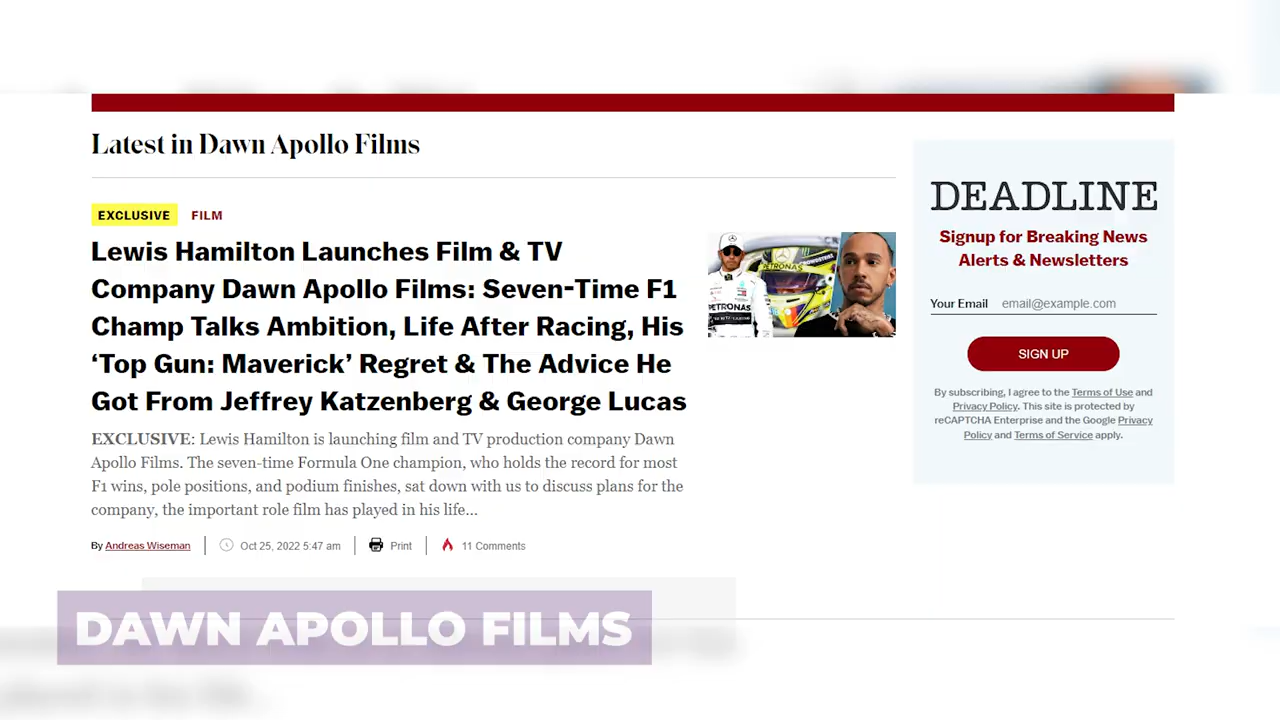 Latest in Dawn Apollo Films
EXCLUSIVE FILM
Lewis Hamilton Launches Film & TV
Company Dawn Apollo Films: Seven-Time F1
Champ Talks Ambition, Life After Racing, His
‘Top Gun: Maverick’ Regret & The Advice He
Got From Jeffrey Katzenberg & George Lucas
EXCLUSIVE: Lewis Hamilton is launching film and TV production company Dawn
Apollo Films. The seven-time Formula One champion, who holds the record for most
F1 wins, pole positions, and podium finishes, sat down with us to discuss plans for the
company, the important role film has played in his life...
By Andreas Wiseman Oct 25, 2022 5:47 am Print 11 Comments
PETRONAS
PETRONAS
DEADLINE
Signup for Breaking News
Alerts & Newsletters
Your Email email@example.com
SIGN UP
By subscribing, I agree to the Terms of Use and
Privacy Policy. This site is protected by
reCAPTCHA Enterprise and the Google Privacy
Policy and Terms of Service apply.
DAWN APOLLO FILMS